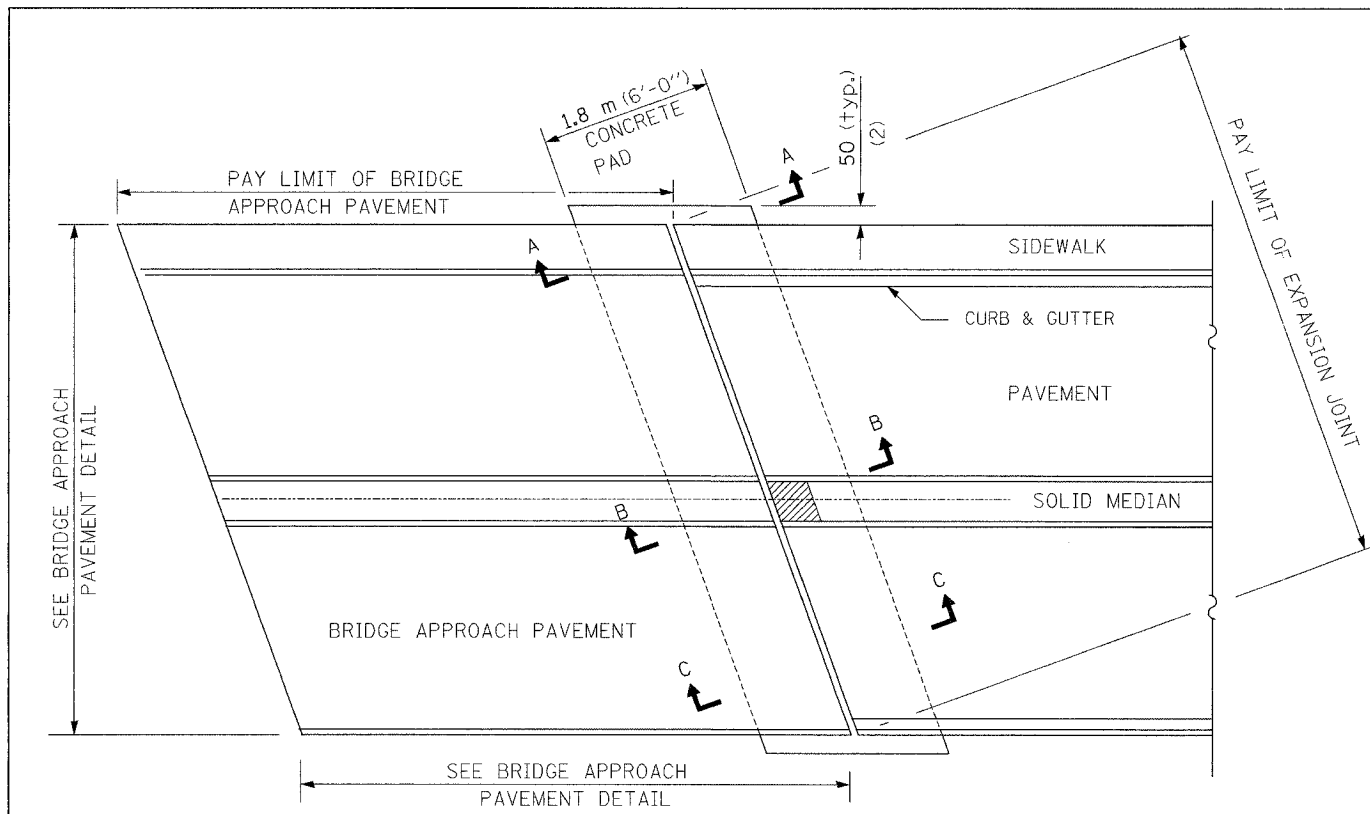 1.8 m (6'-0")
CONCRETE
PAD
50 (typ.)
(2)
A
PAY LIMIT OF BRIDGE
APPROACH PAVEMENT
A
SIDEWALK
CURB & GUTTER
PAVEMENT
PAY LIMIT OF EXPANSION JOINT
SEE BRIDGE APPROACH
PAVEMENT DETAIL
B
SOLID MEDIAN
B
C
BRIDGE APPROACH PAVEMENT
C
SEE BRIDGE APPROACH
PAVEMENT DETAIL